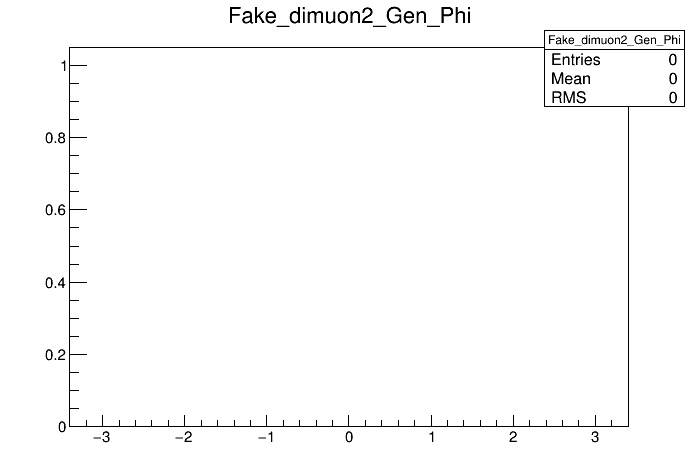 Fake_dimuon2_Gen_Phi
Fake_dimuon2_Gen_Phi
Entries 0
Mean 0
RMS 0
1
0.8
0.6
0.4
0.2
0
−3 −2 −1 0 1 2 3